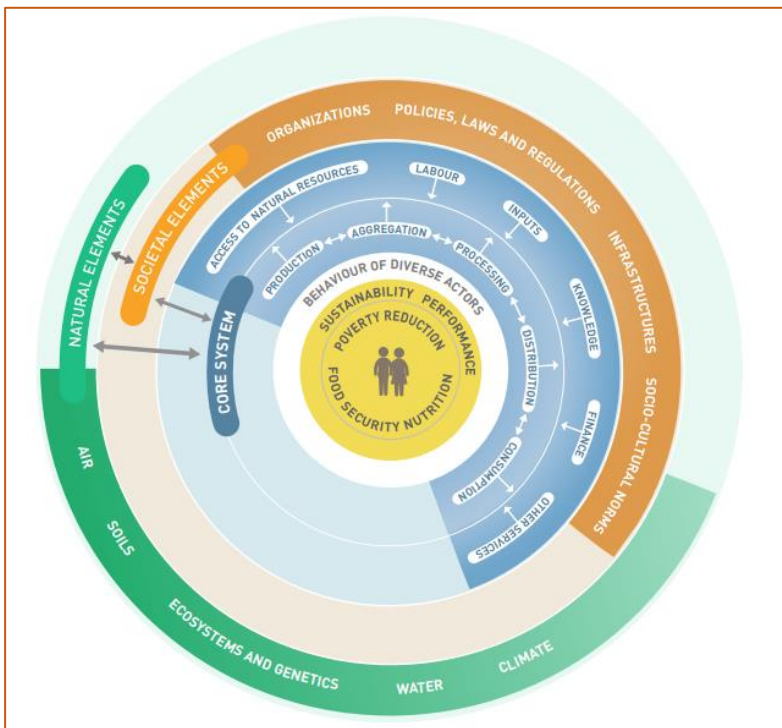 ORGANIZATIONS
POLICIES, LAWS AND REGULATIONS
INFRASTRUCTURES
SOCIO-CULTURAL NORMS
SOCIETAL ELEMENTS
NATURAL ELEMENTS
CORE SYSTEM
ACCESS TO NATURAL RESOURCES
LABOUR
INPUTS
KNOWLEDGE
FINANCE
OTHER SERVICES
PRODUCTION
AGGREGATION
PROCESSING
DISTRIBUTION
CONSUMPTION
BEHAVIOUR OF DIVERSE ACTORS
SUSTAINABILITY PERFORMANCE
POVERTY REDUCTION
FOOD SECURITY NUTRITION
AIR
SOILS
ECOSYSTEMS AND GENETICS
WATER
CLIMATE